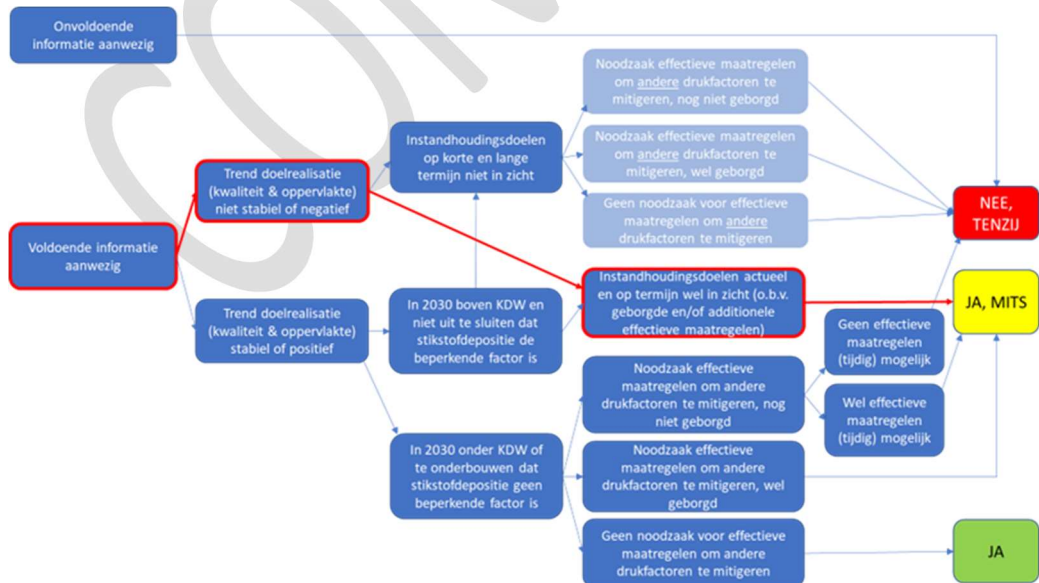 Onvoldoende
informatie aanwezig
Noodzaak effectieve maatregelen
om andere drukfactoren te
mitigeren, nog niet geborgd
Noodzaak effectieve maatregelen
om andere drukfactoren te
mitigeren, wel geborgd
Geen noodzaak voor effectieve
maatregelen om andere
drukfactoren te mitigeren
Instandhoudingsdoelen
op korte en lange
termijn niet in zicht
Trend doelrealisatie
(kwaliteit & oppervlakte)
niet stabiel of negatief
NEE,
TENZIJ
Voldoende informatie
aanwezig
Instandhoudingsdoelen actueel
en op termijn wel in zicht (o.b.v.
geborgde en/of additionele
effectieve maatregelen)
JA, MITS
Trend doelrealisatie
(kwaliteit & oppervlakte)
stabiel of positief
In 2030 boven KDW en
niet uit te sluiten dat
stikstofdepositie de
beperkende factor is
Geen effectieve
maatregelen
(tijdig) mogelijk
Noodzaak effectieve
maatregelen om andere
drukfactoren te mitigeren, nog
niet geborgd
Wel effectieve
maatregelen
(tijdig) mogelijk
In 2030 onder KDW of
te onderbouwen dat
stikstofdepositie geen
beperkende factor is
Noodzaak effectieve
maatregelen om andere
drukfactoren te mitigeren, wel
geborgd
Geen noodzaak voor effectieve
maatregelen om andere
drukfactoren te mitigeren
JA